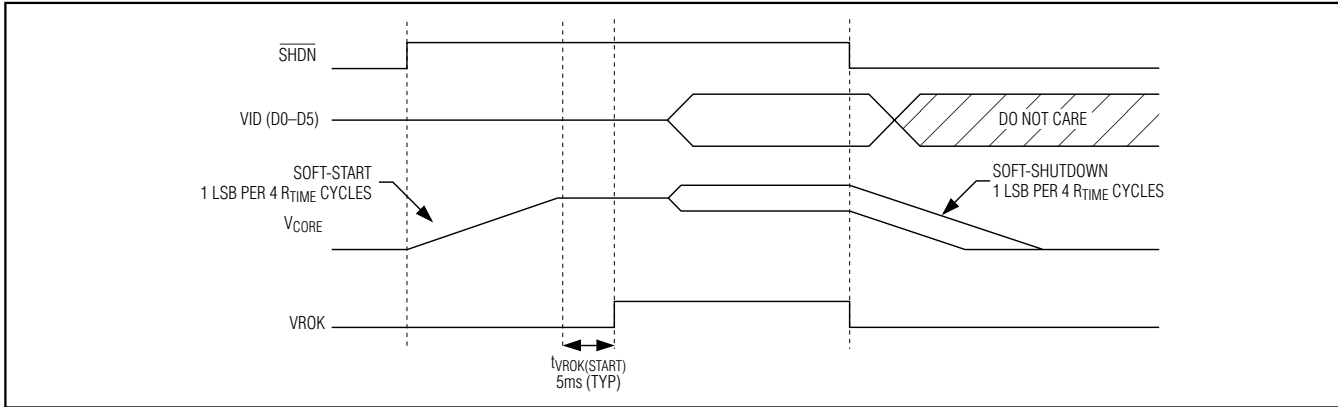 SHDN
VID (D0–D5)
DO NOT CARE
SOFT-START
1 LSB PER 4 RTIME CYCLES
SOFT-SHUTDOWN
1 LSB PER 4 RTIME CYCLES
VCORE
VROK
tVROK(START)
5ms (TYP)